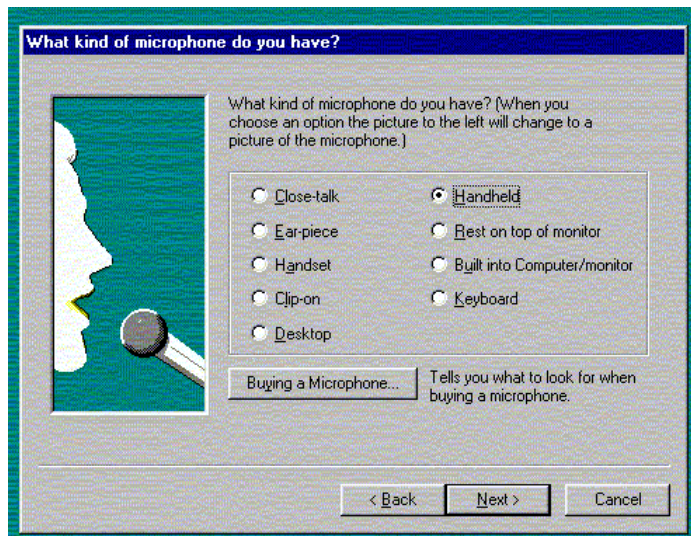 What kind of microphone do you have?
What kind of microphone do you have? (When you
choose an option the picture to the left will change to a
picture of the microphone.)
Close-talk
Handheld
Ear-piece
Rest on top of monitor
Handset
Built into Computer/monitor
Clip-on
Keyboard
Desktop
Buying a Microphone...
Tells you what to look for when
buying a microphone.
< Back
Next >
Cancel